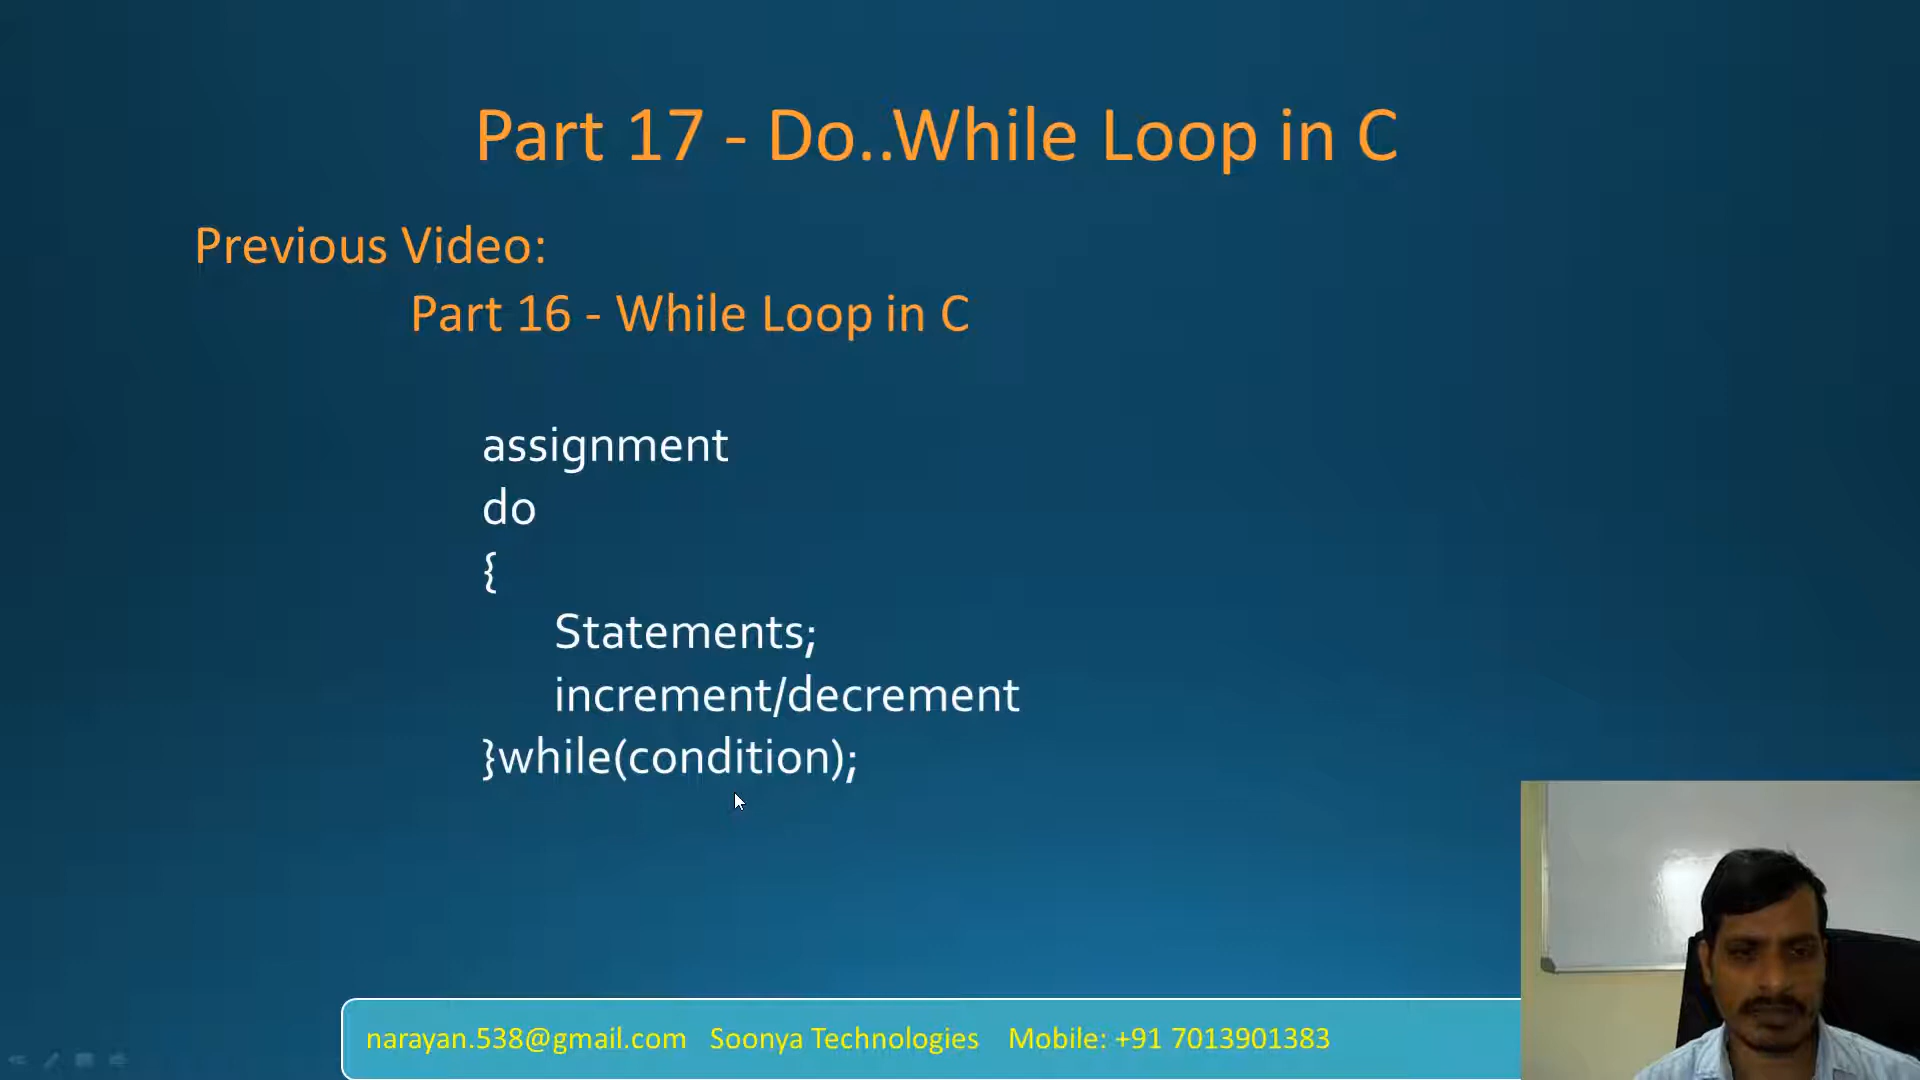 Part 17 - Do..While Loop in C
Previous Video:
Part 16 - While Loop in C
assignment
do
{
Statements;
increment/decrement
}while(condition);
narayan.538@gmail.com Soonya Technologies Mobile: +91 7013901383